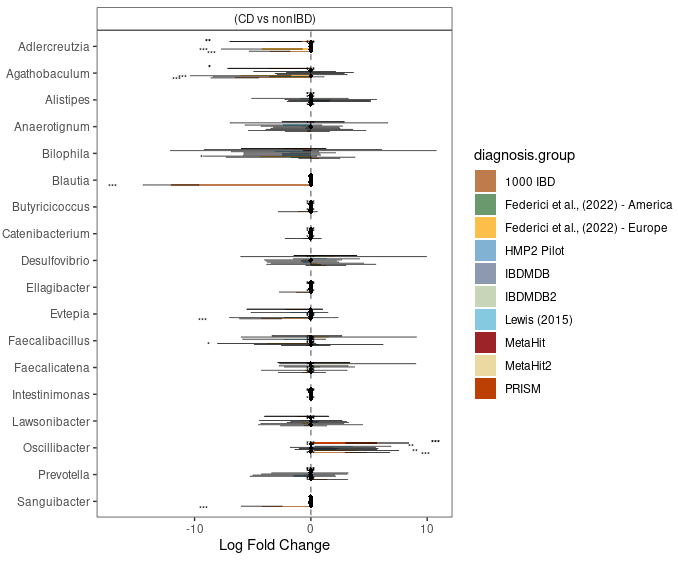 (CD vs nonIBD)
Adlercreutzia
Agathobaculum
Alistipes
Anaerotignum
Bilophila
Blautia
Butyricicoccus
Catenibacterium
Desulfovibrio
Ellagibacter
Evtepia
Faecalibacillus
Faecalicatena
Intestinimonas
Lawsonibacter
Oscillibacter
Prevotella
Sanguibacter
-10 0 10
Log Fold Change
diagnosis.group
1000 IBD
Federici et al., (2022) - America
Federici et al., (2022) - Europe
HMP2 Pilot
IBDMDB
IBDMDB2
Lewis (2015)
MetaHit
MetaHit2
PRISM